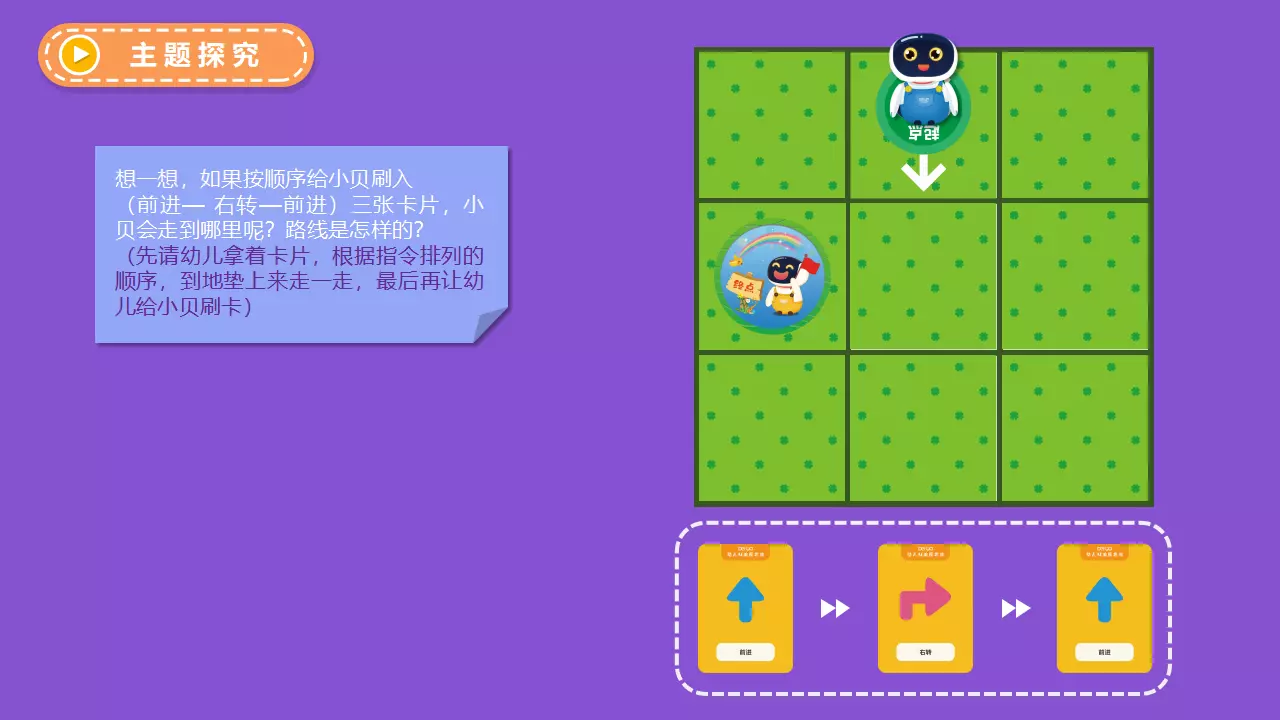 主题探究
想一想，如果按顺序给小贝刷入
（前进— 右转—前进）三张卡片，小
贝会走到哪里呢？路线是怎样的？
（先请幼儿拿着卡片，根据指令排列的
顺序，到地垫上来走一走，最后再让幼
儿给小贝刷卡）
起点
终点
前进
右转
前进